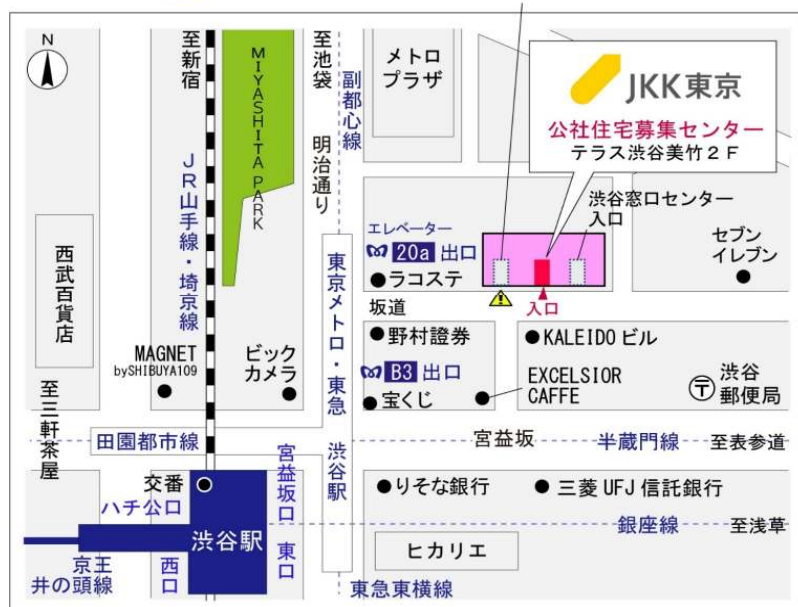 N
至新宿
MIYASHITA PARK
至池袋
明治通り
副都心線
メトロ
プラザ
JKK東京
公社住宅募集センター
テラス渋谷美竹2F
JR山手線・埼京線
エレベーター
20a 出口
ラコステ
渋谷窓口センター
入口
セブン
イレブン
入口
坂道
西武百貨店
東京メトロ・東急 渋谷駅
MAGNET
bySHIBUYA109
ビック
カメラ
野村證券
B3 出口
宝くじ
KALEIDO ビル
EXCELSIOR
CAFFE
〒
渋谷
郵便局
至三軒茶屋
田園都市線
宮益坂
半蔵門線
至表参道
交番
ハチ公口
宮益坂口
りそな銀行
三菱UFJ信託銀行
渋谷駅
西口
東口
銀座線
至浅草
京王
井の頭線
ヒカリエ
東急東横線